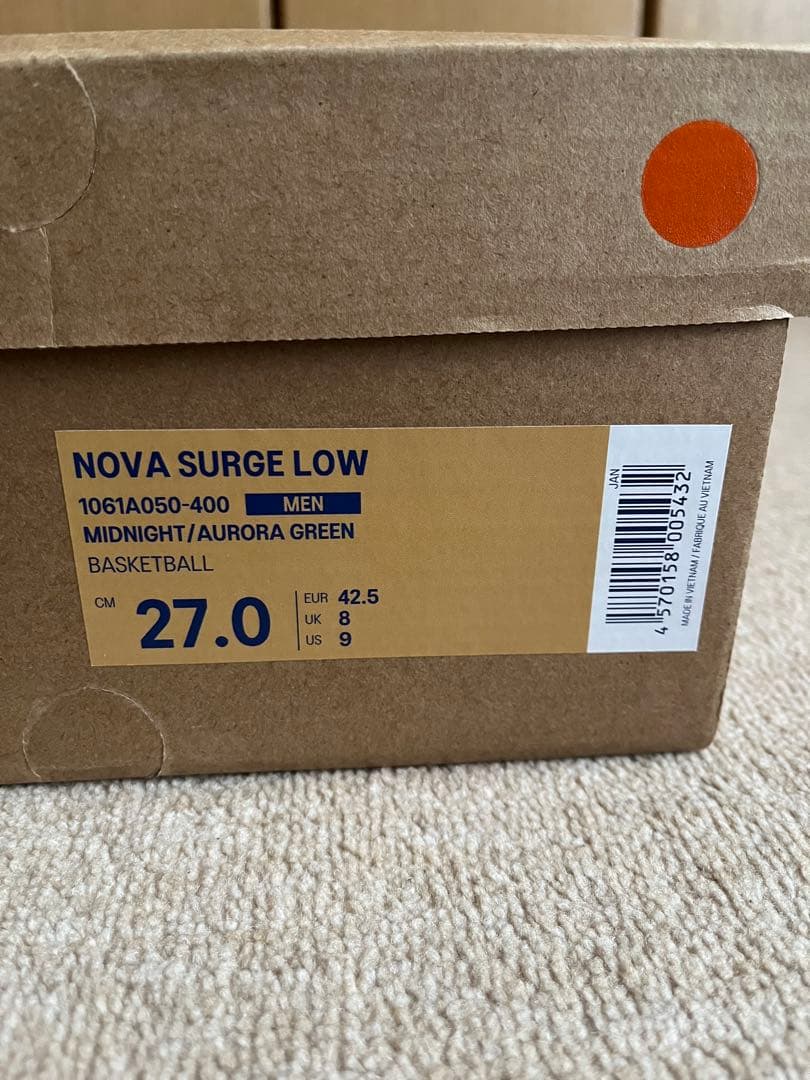 NOVA SURGE LOW
1061A050-400 MEN
MIDNIGHT/AURORA GREEN
BASKETBALL
CM 27.0
EUR 42.5
UK 8
US 9
JAN
4 570158 005432
MADE IN VIETNAM / FABRIQUE AU VIETNAM